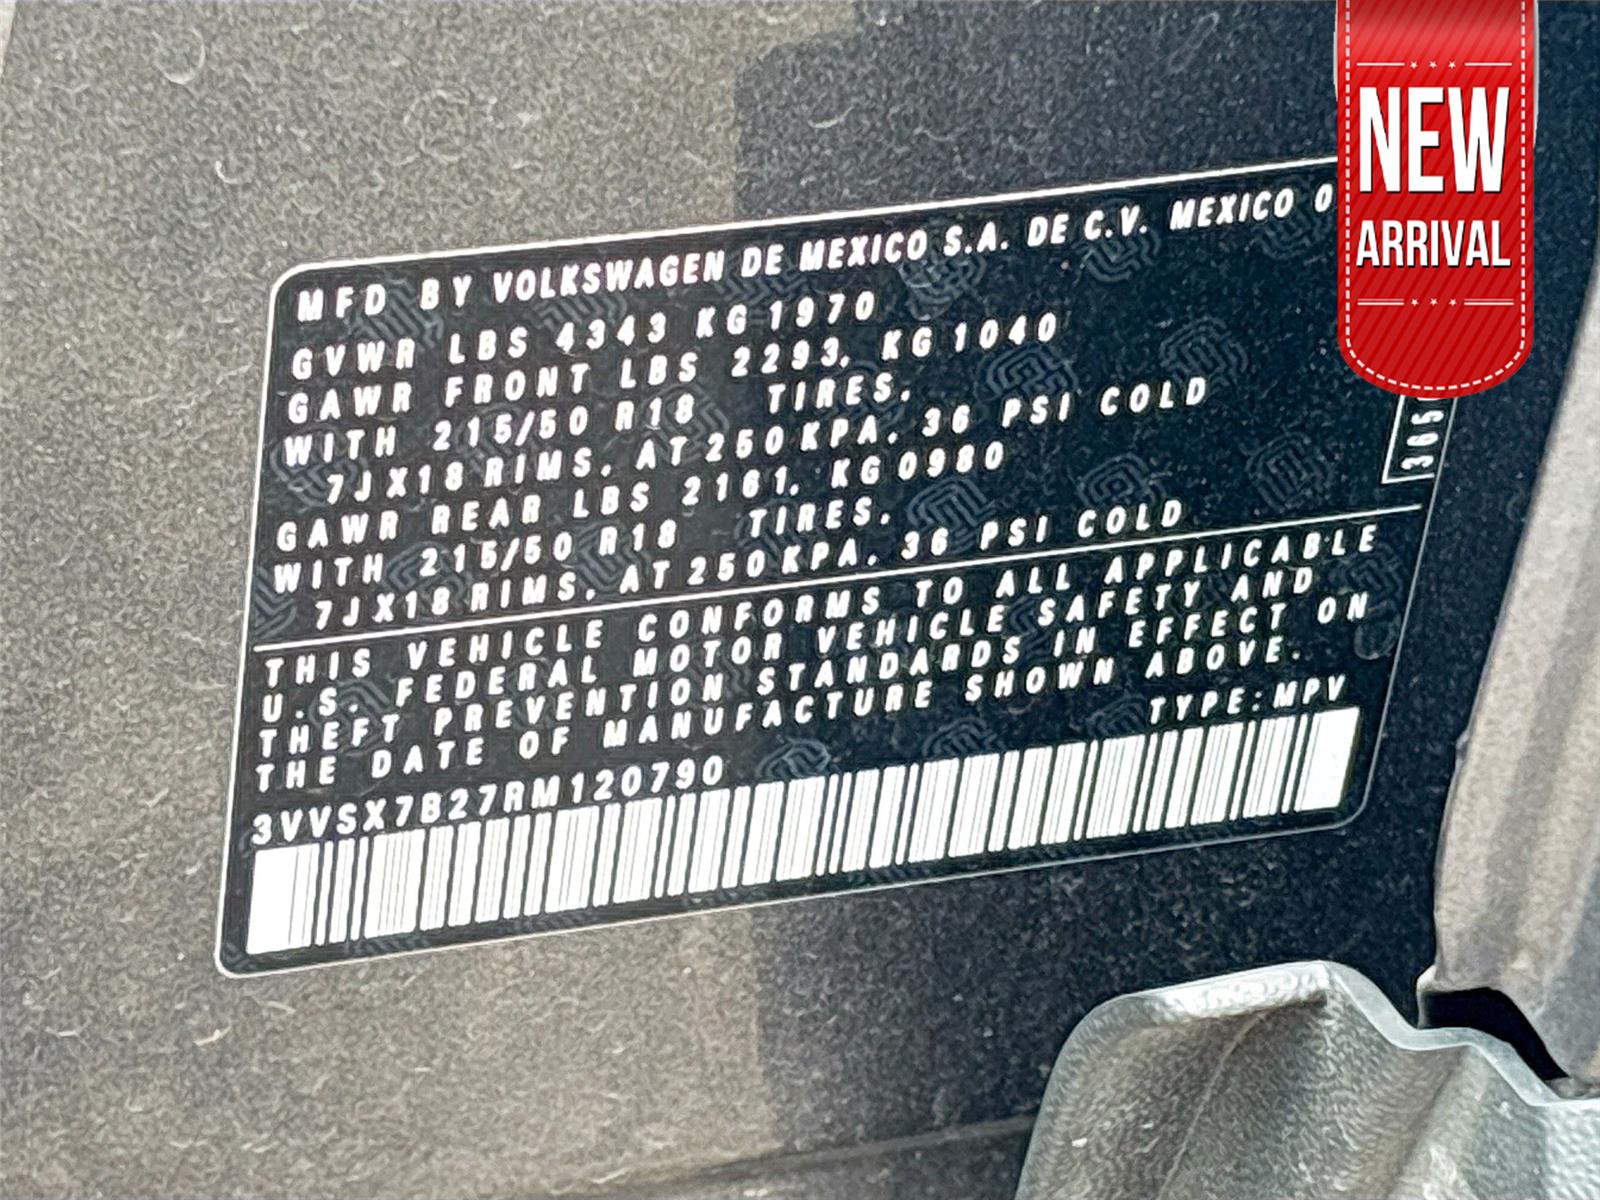 MFD BY VOLKSWAGEN DE MEXICO S.A. DE C.V. MEXICO 0
GVWR LBS 4343 KG 1970
GAWR FRONT LBS 2293, KG 1040
WITH 215/50 R18 TIRES,
7JX18 RIMS, AT 250 KPA, 36 PSI COLD
GAWR REAR LBS 2161, KG 0980
WITH 215/50 R18 TIRES,
7JX18 RIMS, AT 250 KPA, 36 PSI COLD
THIS VEHICLE CONFORMS TO ALL APPLICABLE
U.S. FEDERAL MOTOR VEHICLE SAFETY AND
THEFT PREVENTION STANDARDS IN EFFECT ON
THE DATE OF MANUFACTURE SHOWN ABOVE.
TYPE: MPV
3VVSX7B27RM120790
NEW
ARRIVAL